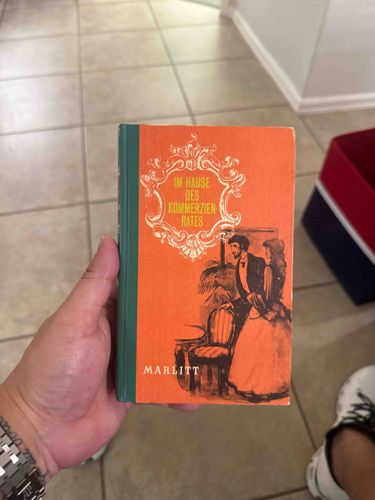 IM HAUSE
DES
KOMMERZIEN
RATES
MARLITT